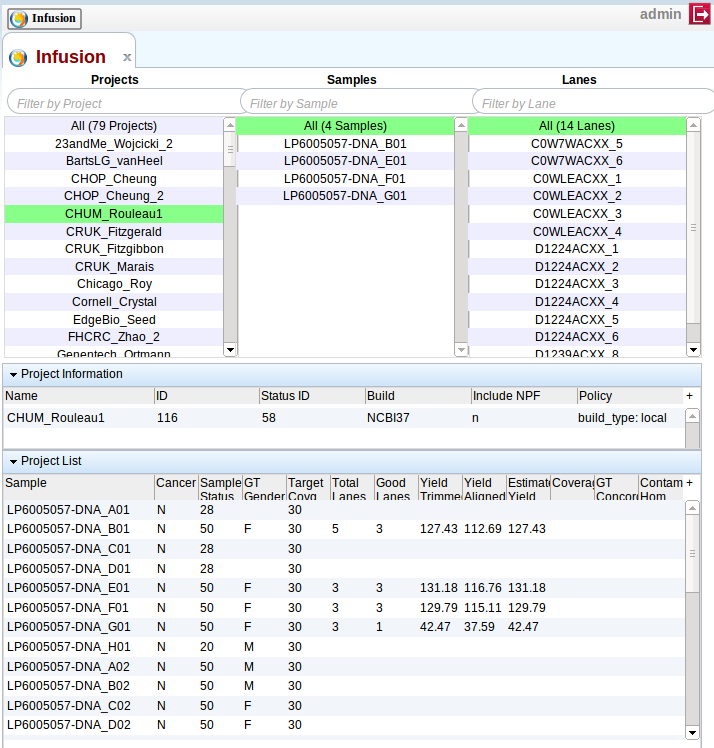 Infusion
admin
Infusion x
Projects Samples Lanes
Filter by Project Filter by Sample Filter by Lane
All (79 Projects) All (4 Samples) All (14 Lanes)
23andMe_Wojcicki_2 LP6005057-DNA_B01 C0W7WACXX_5
BartsLG_vanHeel LP6005057-DNA_E01 C0W7WACXX_6
CHOP_Cheung LP6005057-DNA_F01 C0WLEACXX_1
CHOP_Cheung_2 LP6005057-DNA_G01 C0WLEACXX_2
CHUM_Rouleau1 C0WLEACXX_3
CRUK_Fitzgerald C0WLEACXX_4
CRUK_Fitzgibbon D1224ACXX_1
CRUK_Marais D1224ACXX_2
Chicago_Roy D1224ACXX_3
Cornell_Crystal D1224ACXX_4
EdgeBio_Seed D1224ACXX_5
FHCRC_Zhao_2 D1224ACXX_6
Genentech_Ortmann D1239ACXX_8
Project Information
Name ID Status ID Build Include NPF Policy +
CHUM_Rouleau1 116 58 NCBI37 n build_type: local
Project List
Sample Cancer Sample GT Target Total Good Yield Yield Estimate Covera GT Contam +
Status Gender Covg Lanes Lanes Trimmed Aligned Yield Concor Hom
LP6005057-DNA_A01 N 28 30
LP6005057-DNA_B01 N 50 F 30 5 3 127.43 112.69 127.43
LP6005057-DNA_C01 N 28 30
LP6005057-DNA_D01 N 28 30
LP6005057-DNA_E01 N 50 F 30 3 3 131.18 116.76 131.18
LP6005057-DNA_F01 N 50 F 30 3 3 129.79 115.11 129.79
LP6005057-DNA_G01 N 50 F 30 3 1 42.47 37.59 42.47
LP6005057-DNA_H01 N 20 M 30
LP6005057-DNA_A02 N 50 M 30
LP6005057-DNA_B02 N 50 M 30
LP6005057-DNA_C02 N 50 F 30
LP6005057-DNA_D02 N 50 F 30